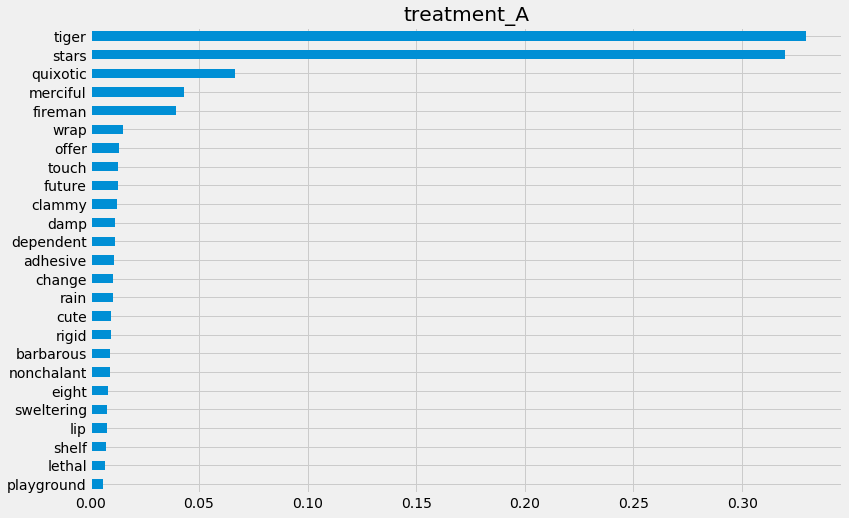 treatment_A
tiger
stars
quixotic
merciful
fireman
wrap
offer
touch
future
clammy
damp
dependent
adhesive
change
rain
cute
rigid
barbarous
nonchalant
eight
sweltering
lip
shelf
lethal
playground
0.00 0.05 0.10 0.15 0.20 0.25 0.30